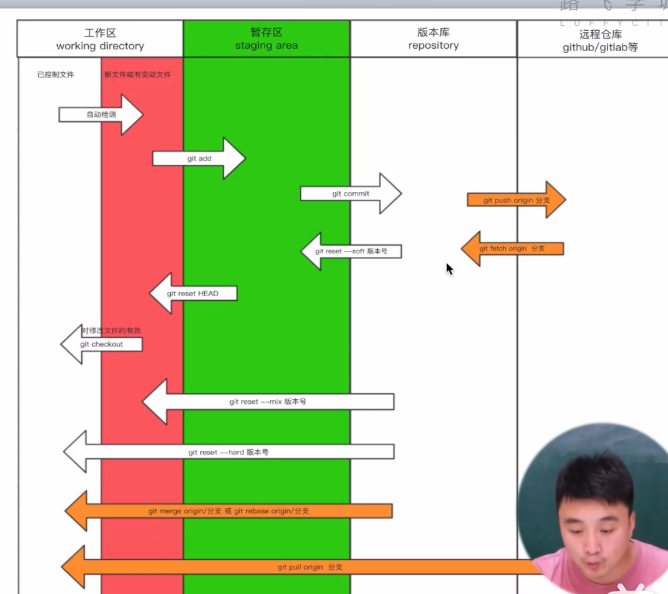 路飞学城
LUFFYCIT
工作区
working directory
暂存区
staging area
版本库
repository
远程仓库
github/gitlab等
已控制文件
新文件或有变动文件
自动检测
git add
git commit
git push origin 分支
git reset --soft 版本号
git fetch origin 分支
git reset HEAD
对修改文件的有效
git checkout
git reset --mix 版本号
git reset --hard 版本号
git merge origin/分支 或 git rebase origin/分支
git pull origin 分支